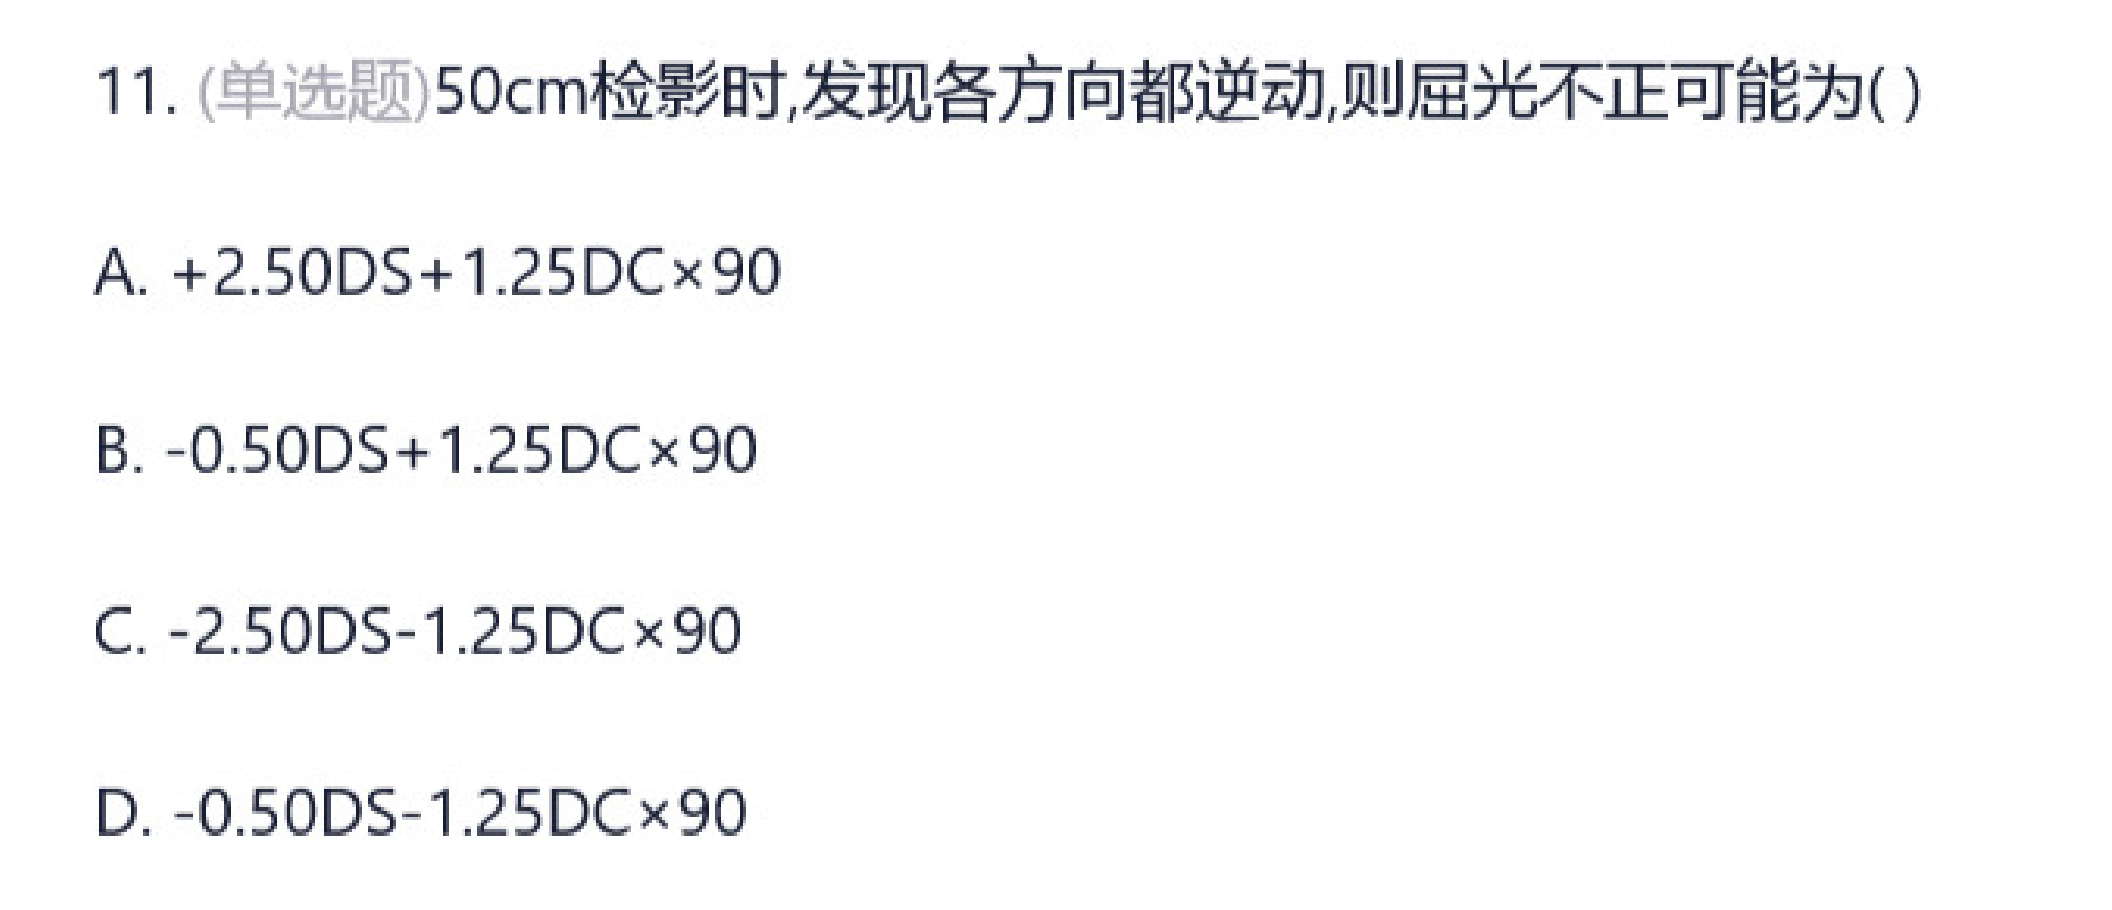 11. (单选题)50cm检影时,发现各方向都逆动,则屈光不正可能为( )
A. +2.50DS+1.25DC×90
B. -0.50DS+1.25DC×90
C. -2.50DS-1.25DC×90
D. -0.50DS-1.25DC×90